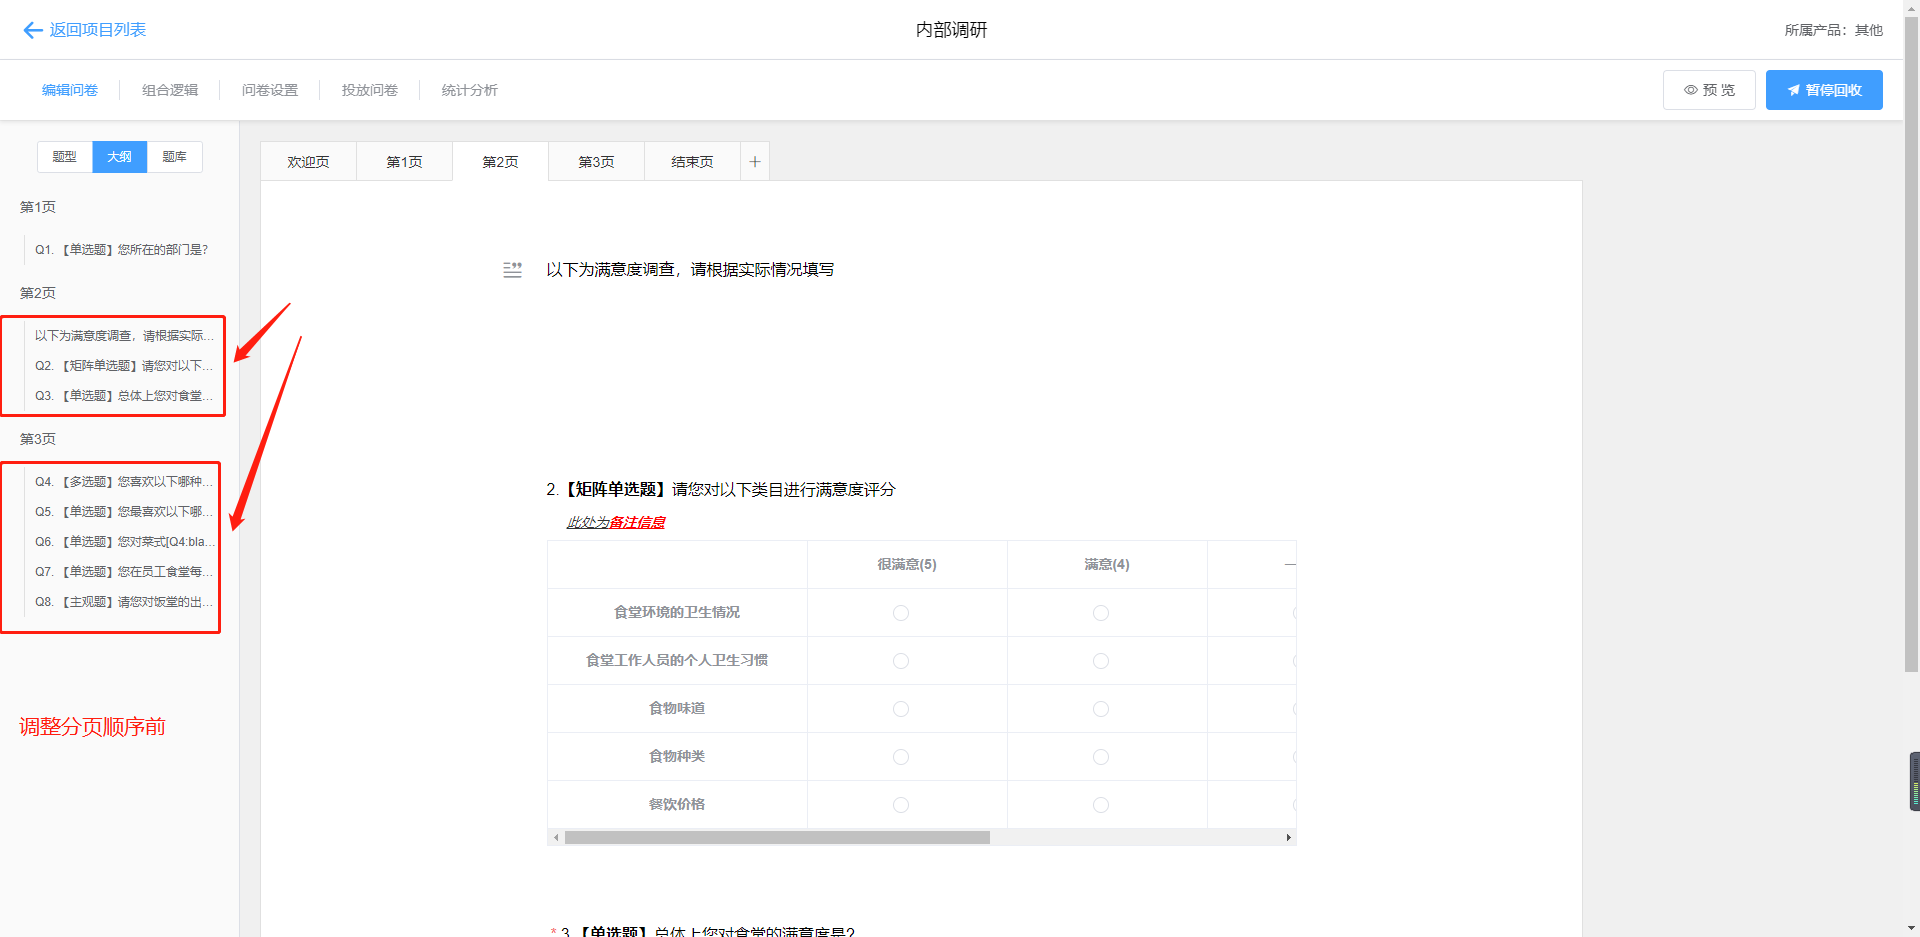 返回项目列表
内部调研
所属产品：其他
编辑问卷
组合逻辑
问卷设置
投放问卷
统计分析
预 览
暂停回收
题型
大纲
题库
第1页
Q1. 【单选题】您所在的部门是?
第2页
以下为满意度调查，请根据实际...
Q2. 【矩阵单选题】请您对以下...
Q3. 【单选题】总体上您对食堂...
第3页
Q4. 【多选题】您喜欢以下哪种...
Q5. 【单选题】您最喜欢以下哪...
Q6. 【单选题】您对菜式[Q4:bla...
Q7. 【单选题】您在员工食堂每...
Q8. 【主观题】请您对饭堂的出...
调整分页顺序前
欢迎页
第1页
第2页
第3页
结束页
+
以下为满意度调查，请根据实际情况填写
2.【矩阵单选题】请您对以下类目进行满意度评分
此处为备注信息
很满意(5)
满意(4)
食堂环境的卫生情况
食堂工作人员的个人卫生习惯
食物味道
食物种类
餐饮价格
* 3.【单选题】总体上您对食堂的满意度是?